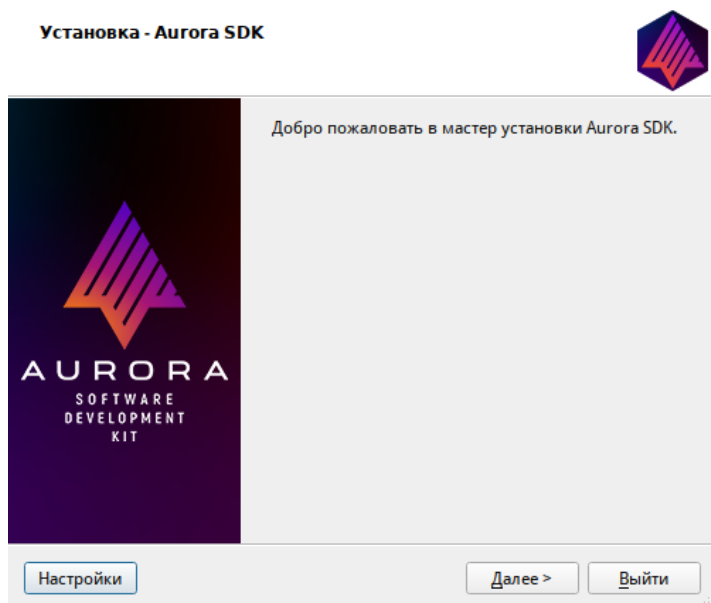 Установка - Aurora SDK
Добро пожаловать в мастер установки Aurora SDK.
AURORA
SOFTWARE
DEVELOPMENT
KIT
Настройки
Далее >
Выйти